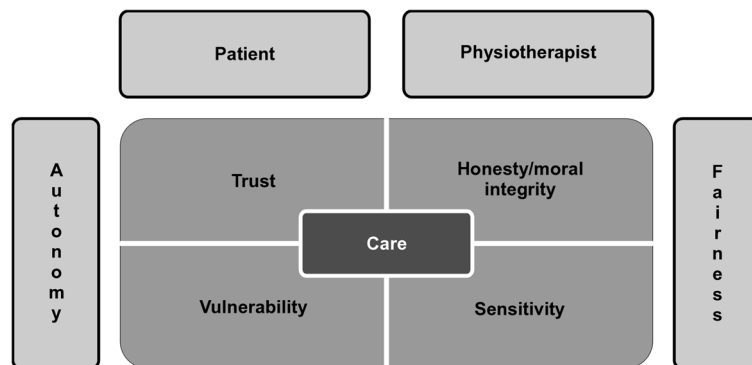 Patient
Physiotherapist
Autonomy
Trust
Honesty/moral
integrity
Care
Vulnerability
Sensitivity
Fairness